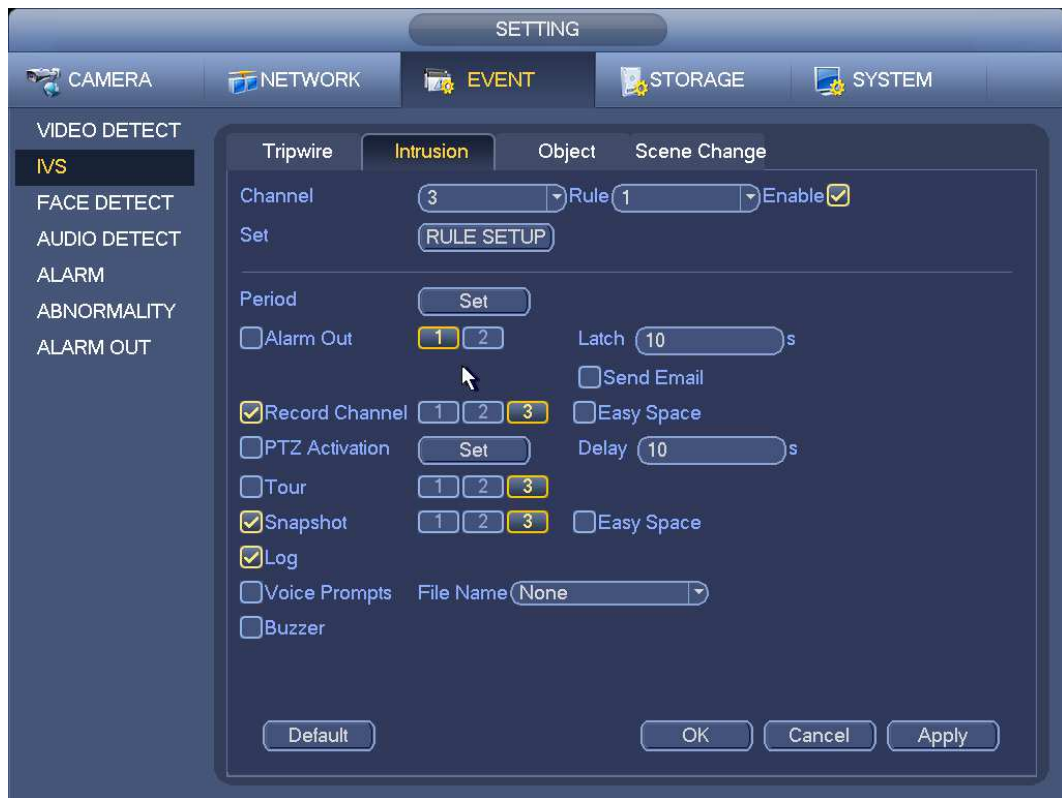 SETTING
CAMERA NETWORK EVENT STORAGE SYSTEM
VIDEO DETECT
IVS
FACE DETECT
AUDIO DETECT
ALARM
ABNORMALITY
ALARM OUT
Tripwire Intrusion Object Scene Change
Channel 3 Rule 1 Enable
Set RULE SETUP
Period Set
Alarm Out 1 2 Latch 10 s
Send Email
Record Channel 1 2 3 Easy Space
PTZ Activation Set Delay 10 s
Tour 1 2 3
Snapshot 1 2 3 Easy Space
Log
Voice Prompts File Name None
Buzzer
Default OK Cancel Apply